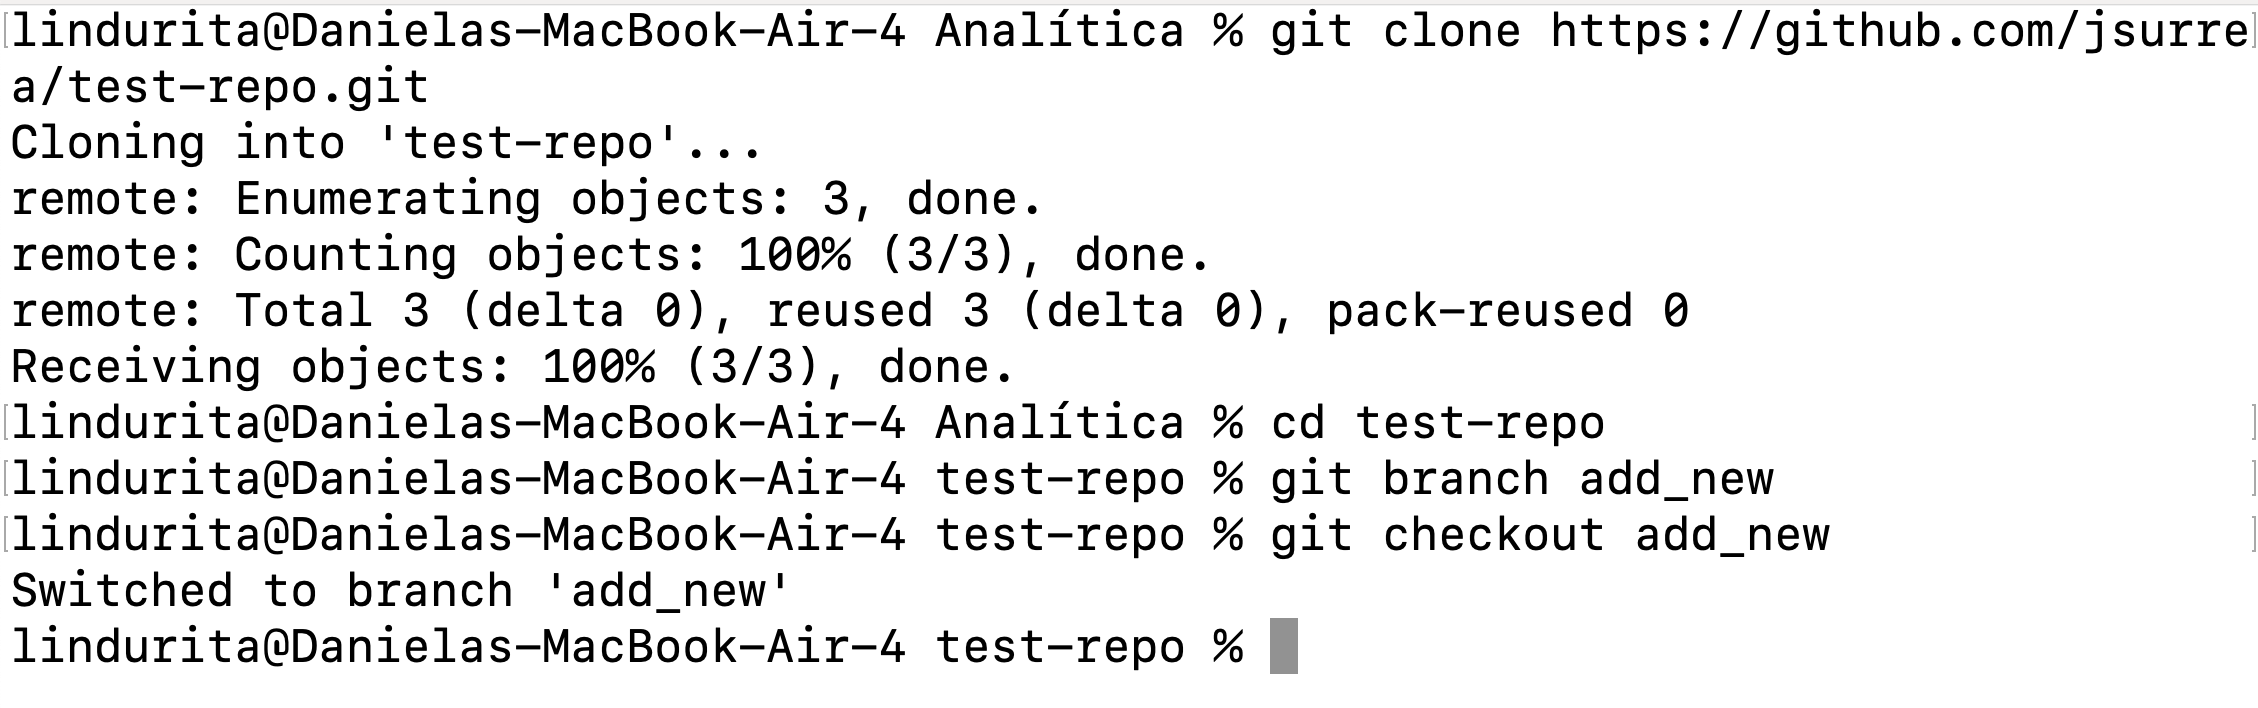 lindurita@Danielas-MacBook-Air-4 Analítica % git clone https://github.com/jsurre
a/test-repo.git
Cloning into 'test-repo'...
remote: Enumerating objects: 3, done.
remote: Counting objects: 100% (3/3), done.
remote: Total 3 (delta 0), reused 3 (delta 0), pack-reused 0
Receiving objects: 100% (3/3), done.
lindurita@Danielas-MacBook-Air-4 Analítica % cd test-repo
lindurita@Danielas-MacBook-Air-4 test-repo % git branch add_new
lindurita@Danielas-MacBook-Air-4 test-repo % git checkout add_new
Switched to branch 'add_new'
lindurita@Danielas-MacBook-Air-4 test-repo %